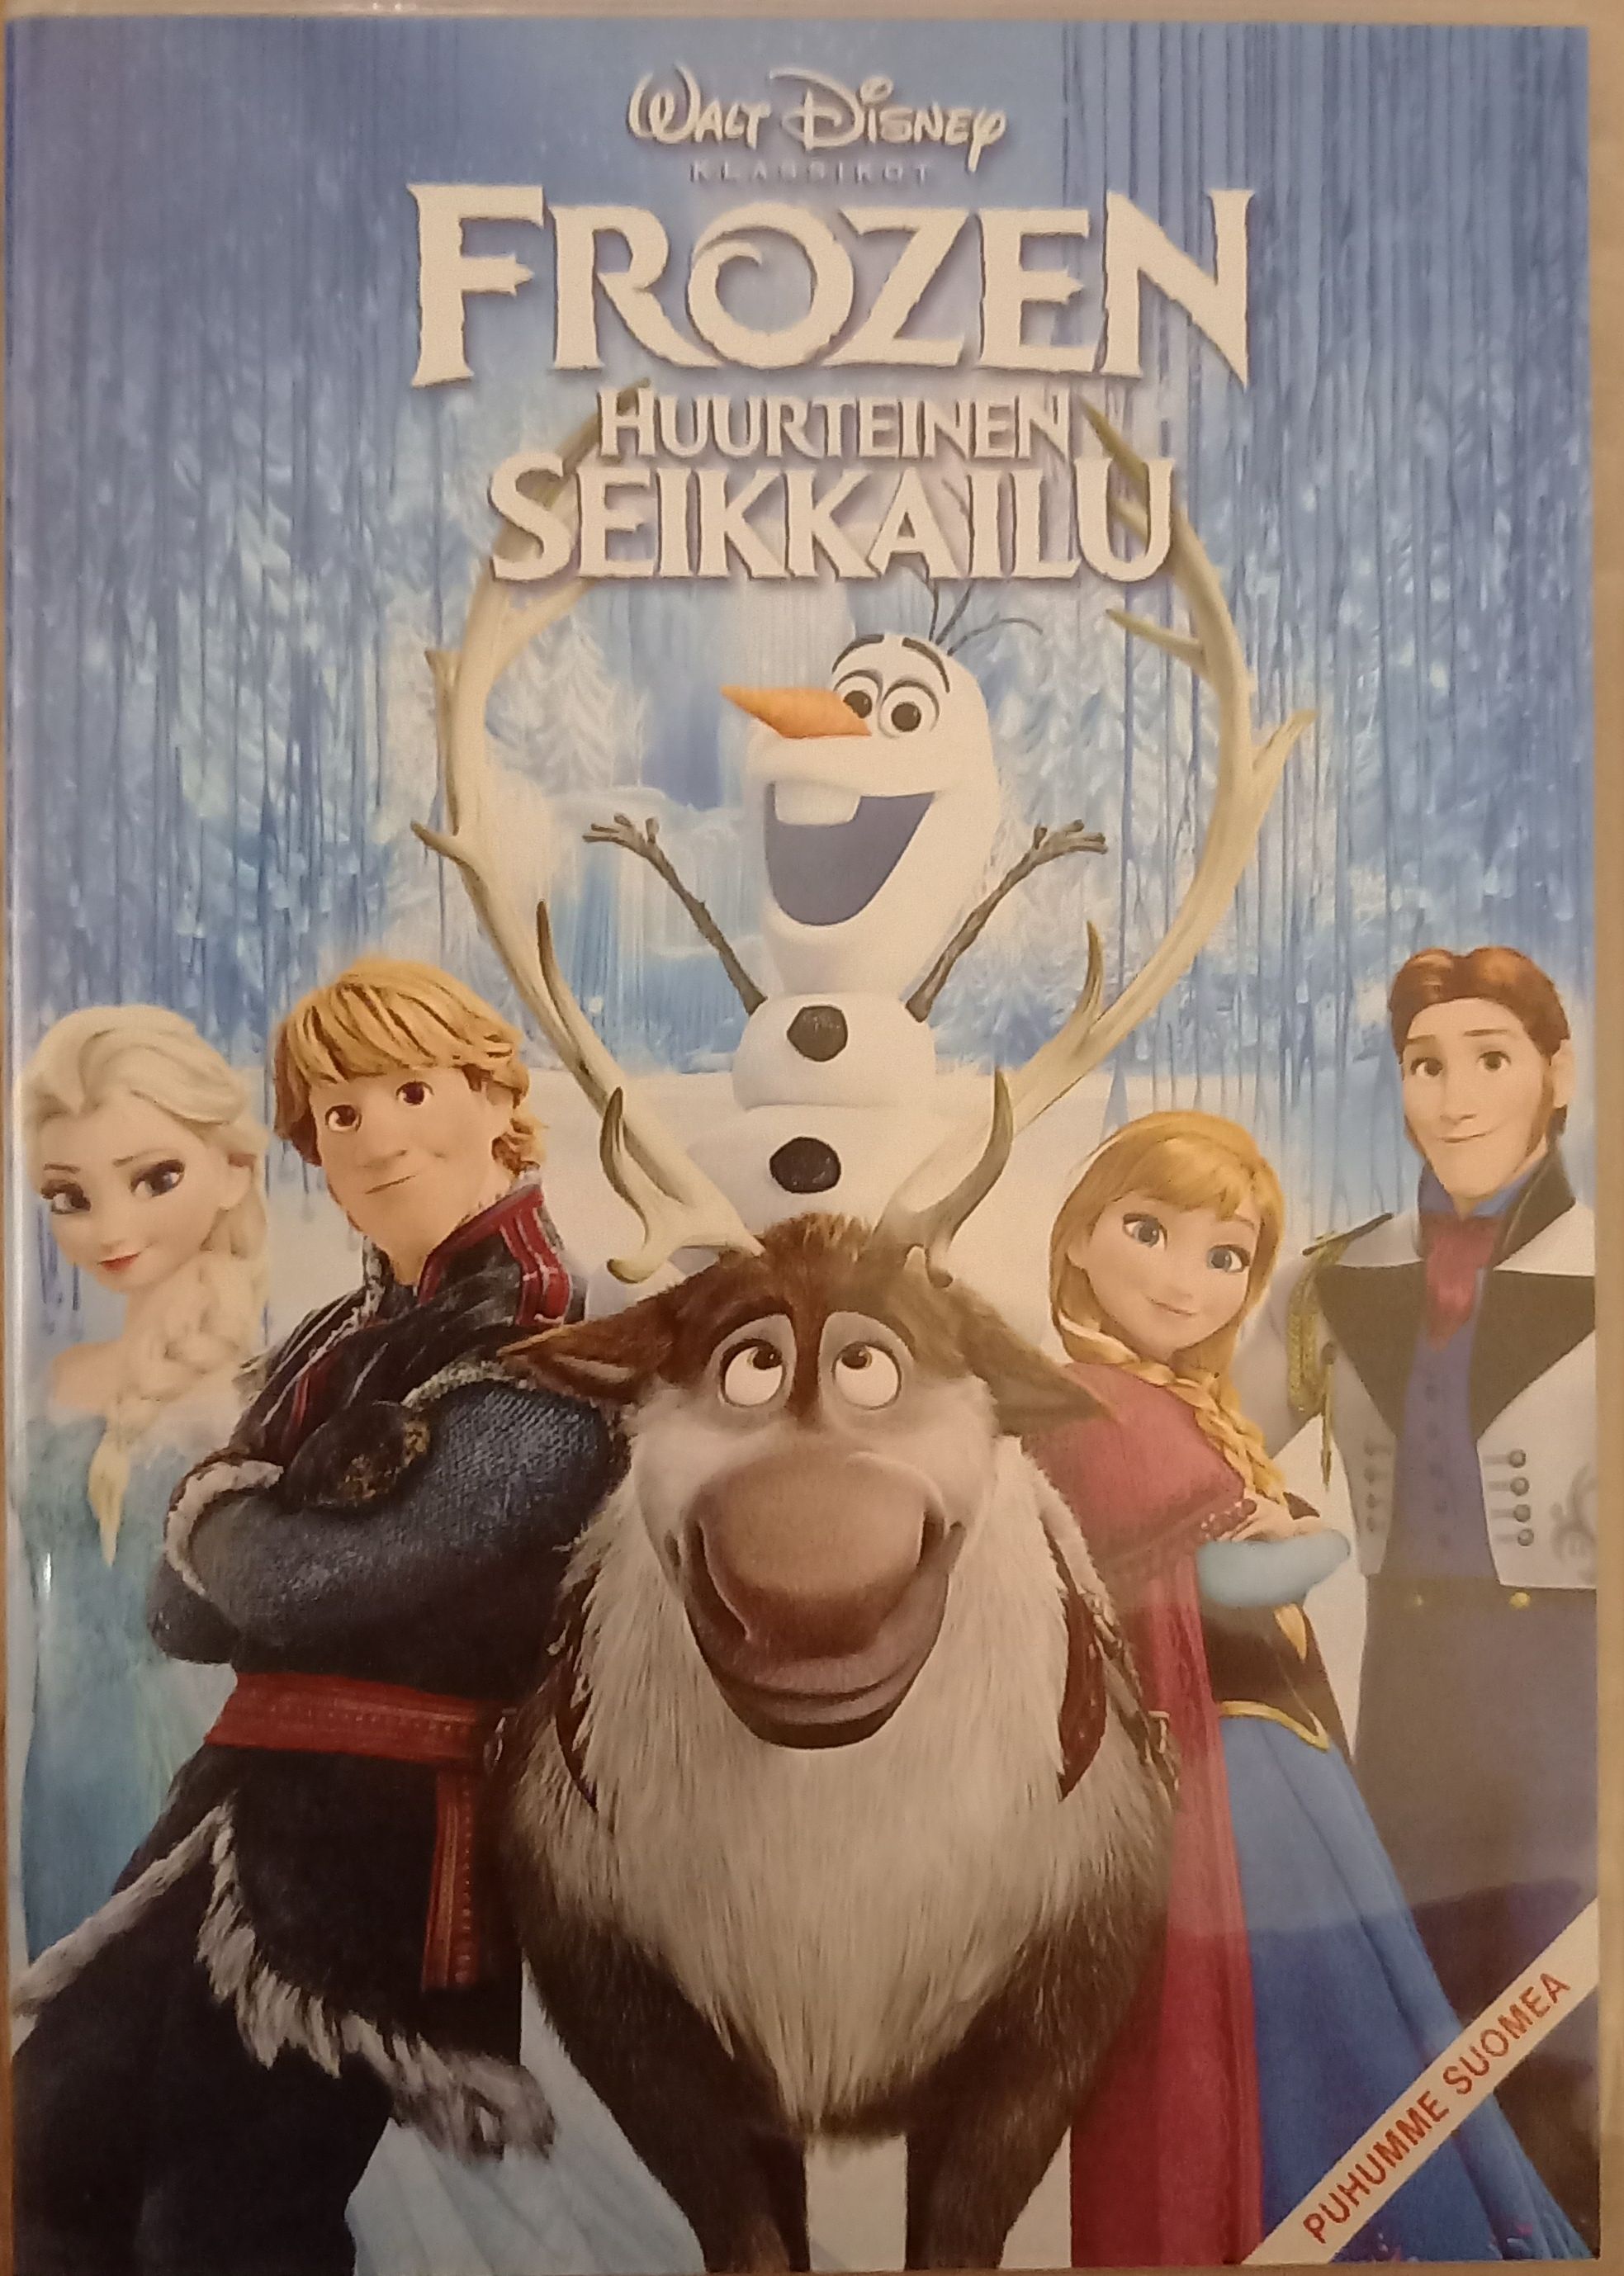 WALT DISNEY
KLASSIKOT
FROZEN
HUURTEINEN
SEIKKAILU
PUHUMME SUOMEA